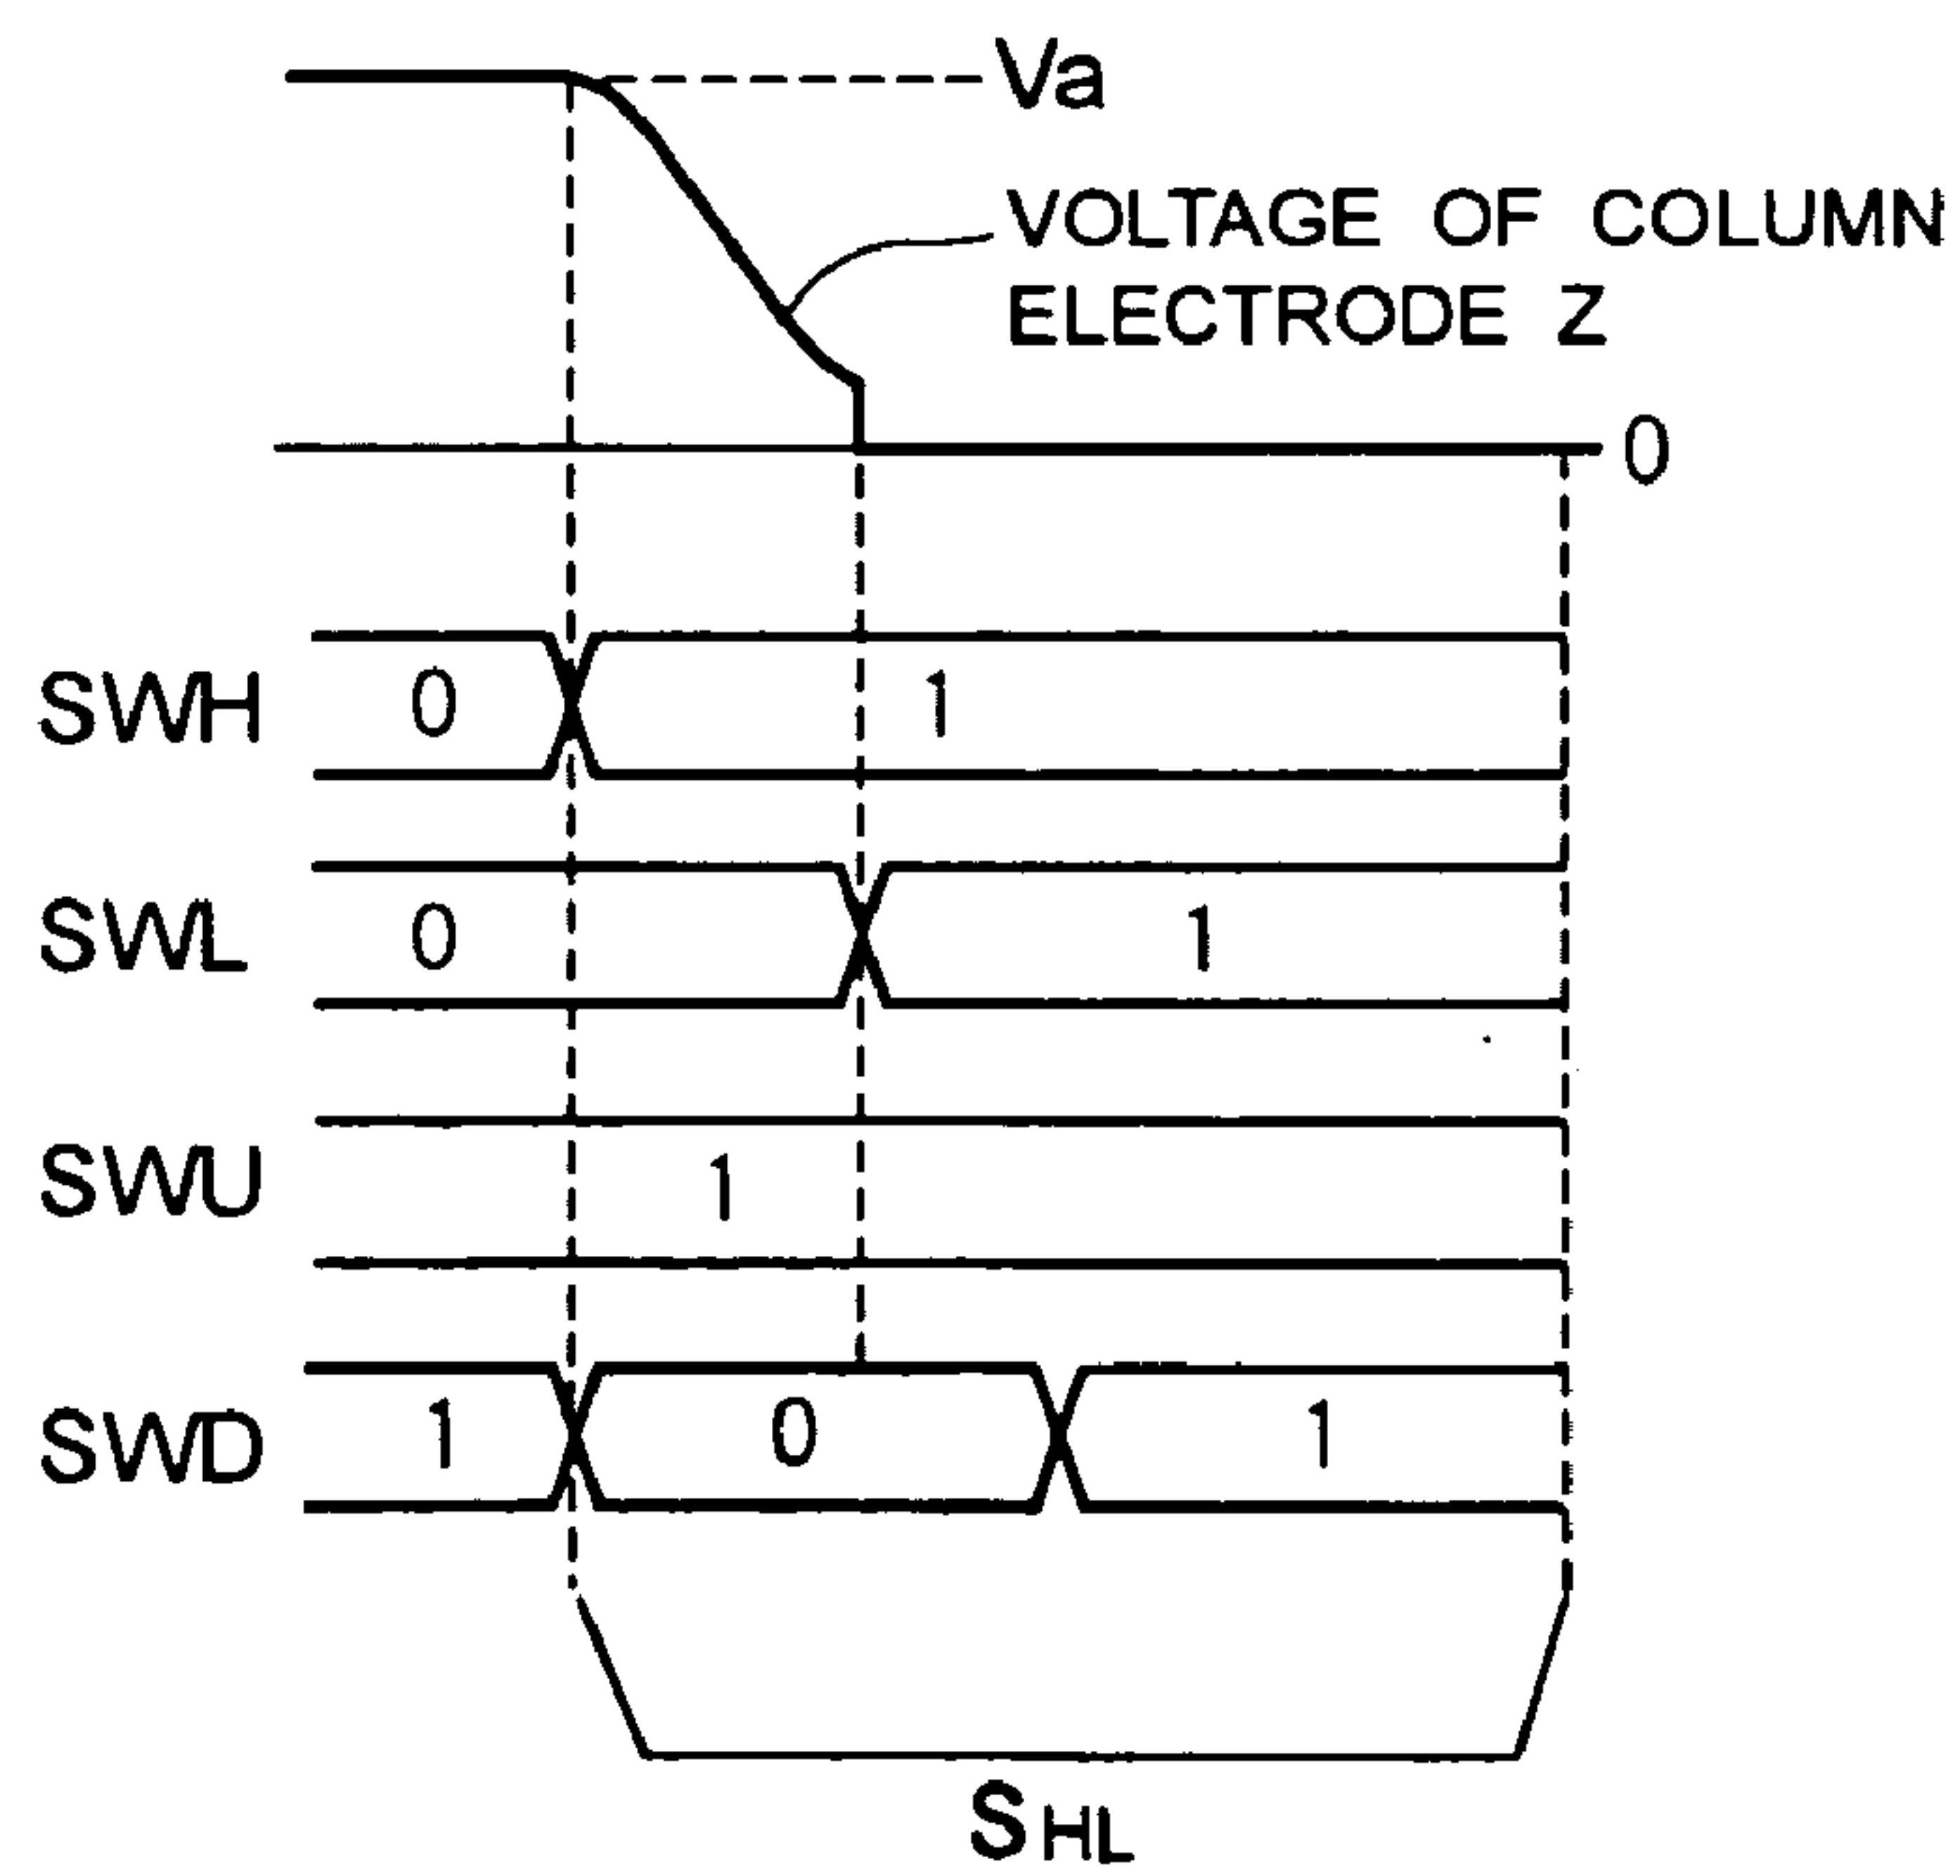 Va
VOLTAGE OF COLUMN
ELECTRODE Z
0
SWH 0 1
SWL 0 1
SWU 1
SWD 1 0 1
SHL